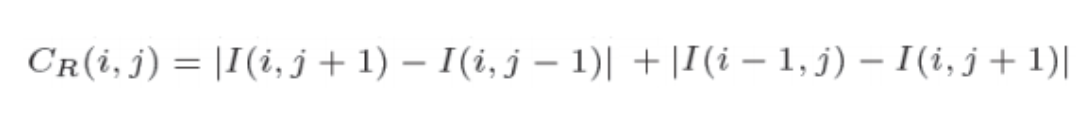 C_R(i, j) = |I(i, j + 1) − I(i, j − 1)| + |I(i − 1, j) − I(i, j + 1)|